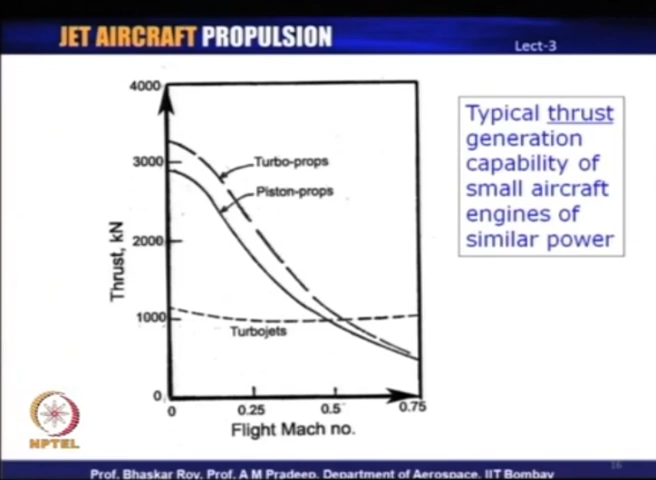 JET AIRCRAFT PROPULSION
Lect-3
4000
3000
2000
1000
0
Thrust, kN
Turbo-props
Piston-props
Turbojets
0
0.25
0.5
0.75
Flight Mach no.
Typical thrust
generation
capability of
small aircraft
engines of
similar power
NPTEL
16
Prof. Bhaskar Roy, Prof. A M Pradeep, Department of Aerospace, IIT Bombay